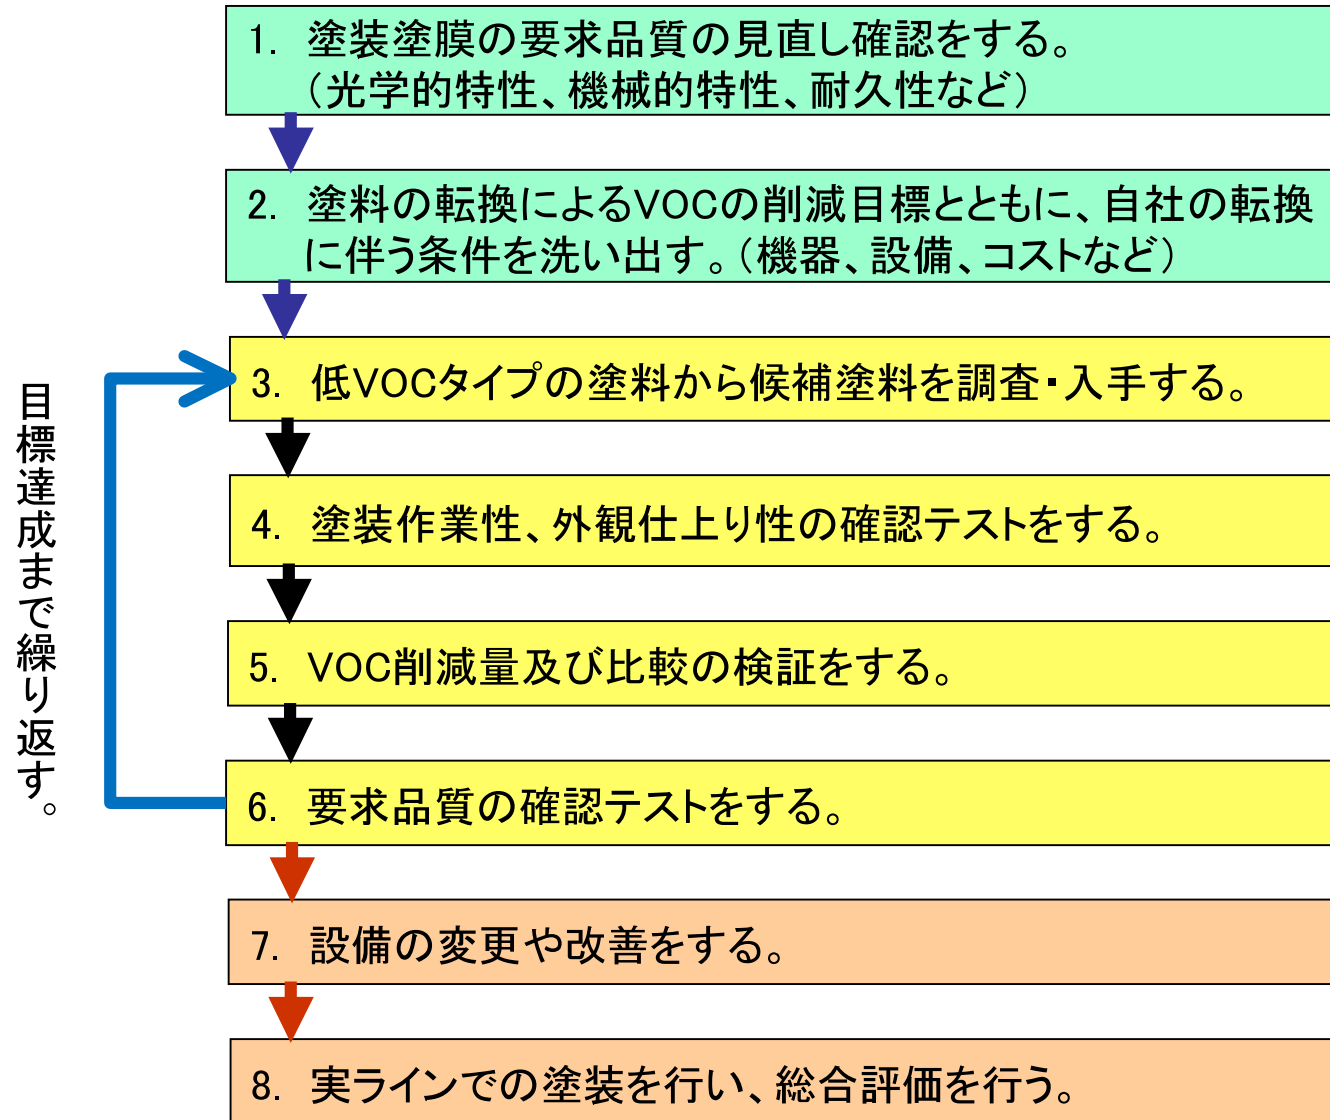 1. 塗装塗膜の要求品質の見直し確認をする。
（光学的特性、機械的特性、耐久性など）
2. 塗料の転換によるVOCの削減目標とともに、自社の転換
に伴う条件を洗い出す。（機器、設備、コストなど）
3. 低VOCタイプの塗料から候補塗料を調査・入手する。
4. 塗装作業性、外観仕上り性の確認テストをする。
5. VOC削減量及び比較の検証をする。
6. 要求品質の確認テストをする。
7. 設備の変更や改善をする。
8. 実ラインでの塗装を行い、総合評価を行う。
目標達成まで繰り返す。